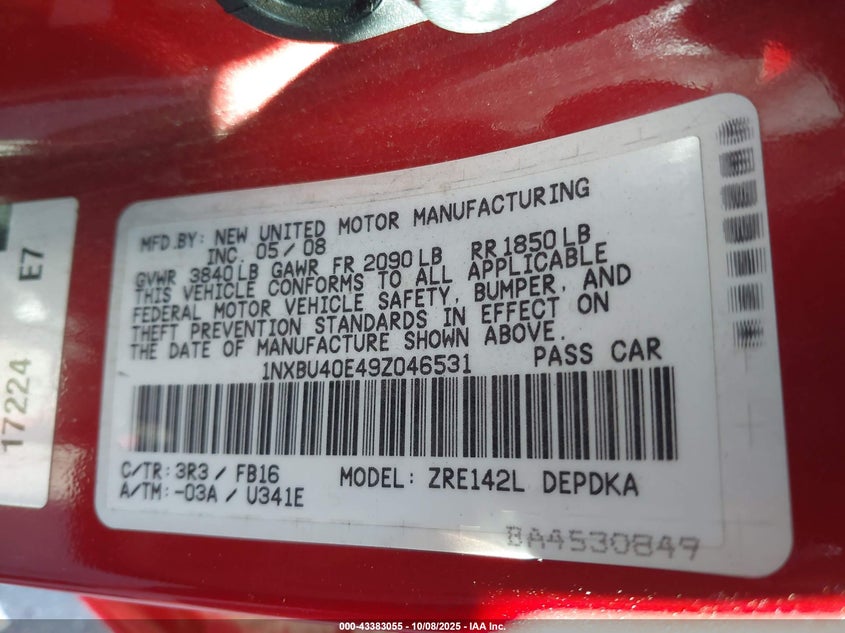 MFD.BY: NEW UNITED MOTOR MANUFACTURING
INC. 05/08
GVWR 3840LB GAWR FR 2090LB RR1850LB
THIS VEHICLE CONFORMS TO ALL APPLICABLE
FEDERAL MOTOR VEHICLE SAFETY, BUMPER, AND
THEFT PREVENTION STANDARDS IN EFFECT ON
THE DATE OF MANUFACTURE SHOWN ABOVE.
1NXBU40E49Z046531 PASS CAR
C/TR: 3R3 / FB16 MODEL: ZRE142L DEPDKA
A/TM: -03A / U341E
BA4530849
17224 E7
000-43383055 - 10/08/2025 - IAA Inc.